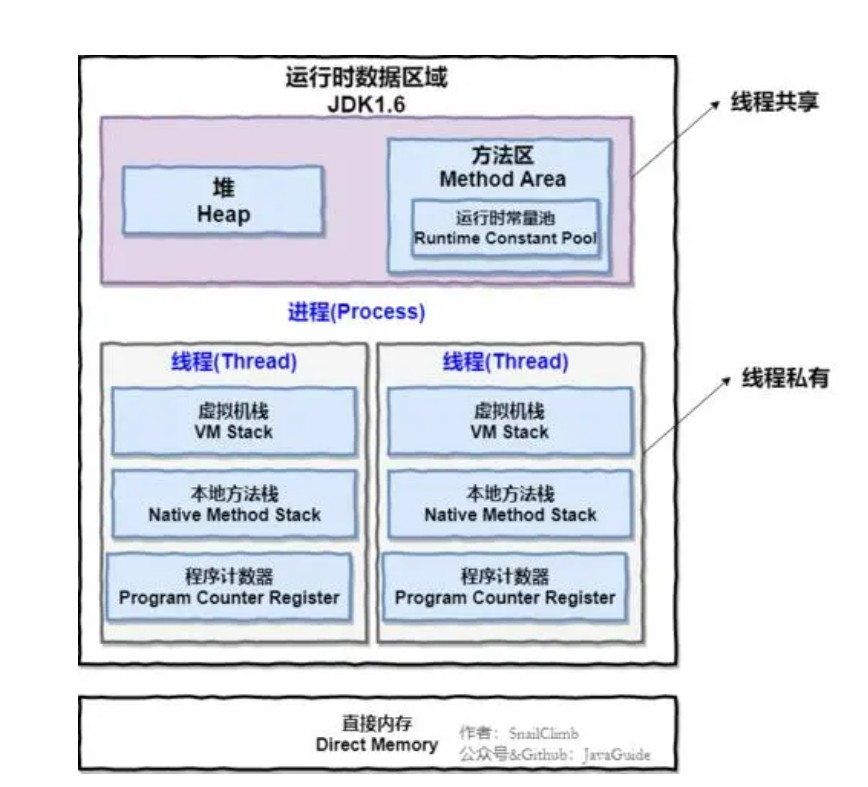 运行时数据区域
JDK1.6
线程共享
堆
Heap
方法区
Method Area
运行时常量池
Runtime Constant Pool
进程(Process)
线程(Thread)
虚拟机栈
VM Stack
本地方法栈
Native Method Stack
程序计数器
Program Counter Register
线程(Thread)
虚拟机栈
VM Stack
本地方法栈
Native Method Stack
程序计数器
Program Counter Register
线程私有
直接内存
Direct Memory
作者：SnailClimb
公众号&Github：JavaGuide